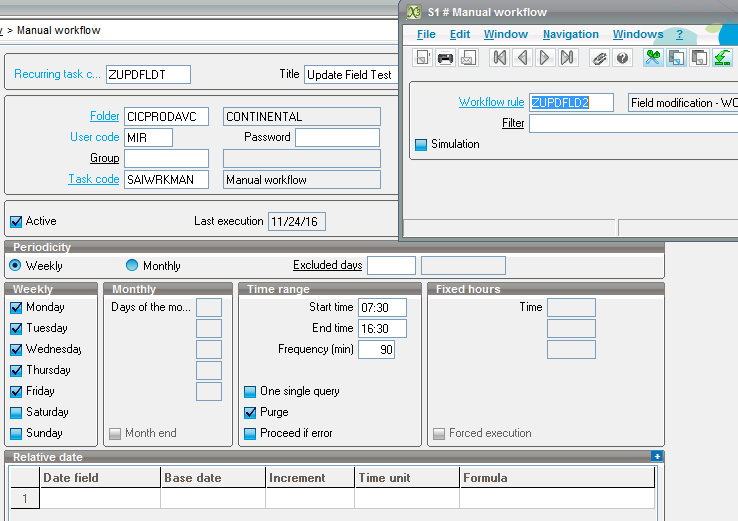 y > Manual workflow
Recurring task c... ZUPDFLDT Title Update Field Test
Folder CICPRODAVC CONTINENTAL
User code MIR Password
Group
Task code SAIWRKMAN Manual workflow
Active Last execution 11/24/16
Periodicity
Weekly Monthly Excluded days
Weekly Monthly Time range Fixed hours
Monday Days of the mo... Start time 07:30 Time
Tuesday End time 16:30
Wednesday Frequency (min) 90
Thursday
Friday One single query
Saturday Purge
Sunday Month end Proceed if error Forced execution
Relative date
Date field Base date Increment Time unit Formula
1
S1 # Manual workflow
File Edit Window Navigation Windows ?
Workflow rule ZUPDFLD2 Field modification - WO
Filter
Simulation